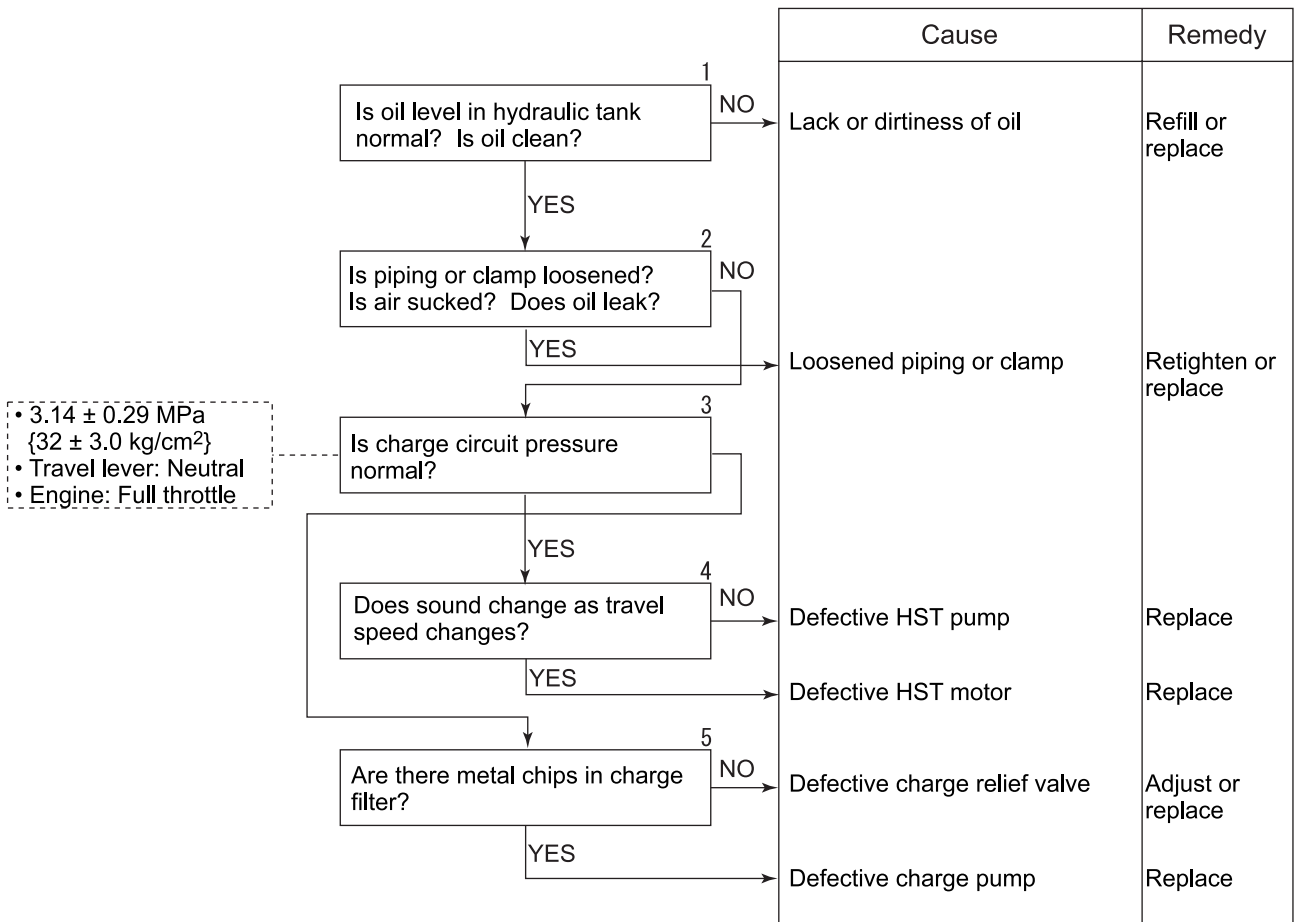 Cause
Remedy
1
Is oil level in hydraulic tank
normal? Is oil clean?
NO
Lack or dirtiness of oil
Refill or
replace
YES
2
Is piping or clamp loosened?
Is air sucked? Does oil leak?
NO
YES
Loosened piping or clamp
Retighten or
replace
• 3.14 ± 0.29 MPa
{32 ± 3.0 kg/cm²}
• Travel lever: Neutral
• Engine: Full throttle
3
Is charge circuit pressure
normal?
YES
4
Does sound change as travel
speed changes?
NO
Defective HST pump
Replace
YES
Defective HST motor
Replace
5
Are there metal chips in charge
filter?
NO
Defective charge relief valve
Adjust or
replace
YES
Defective charge pump
Replace